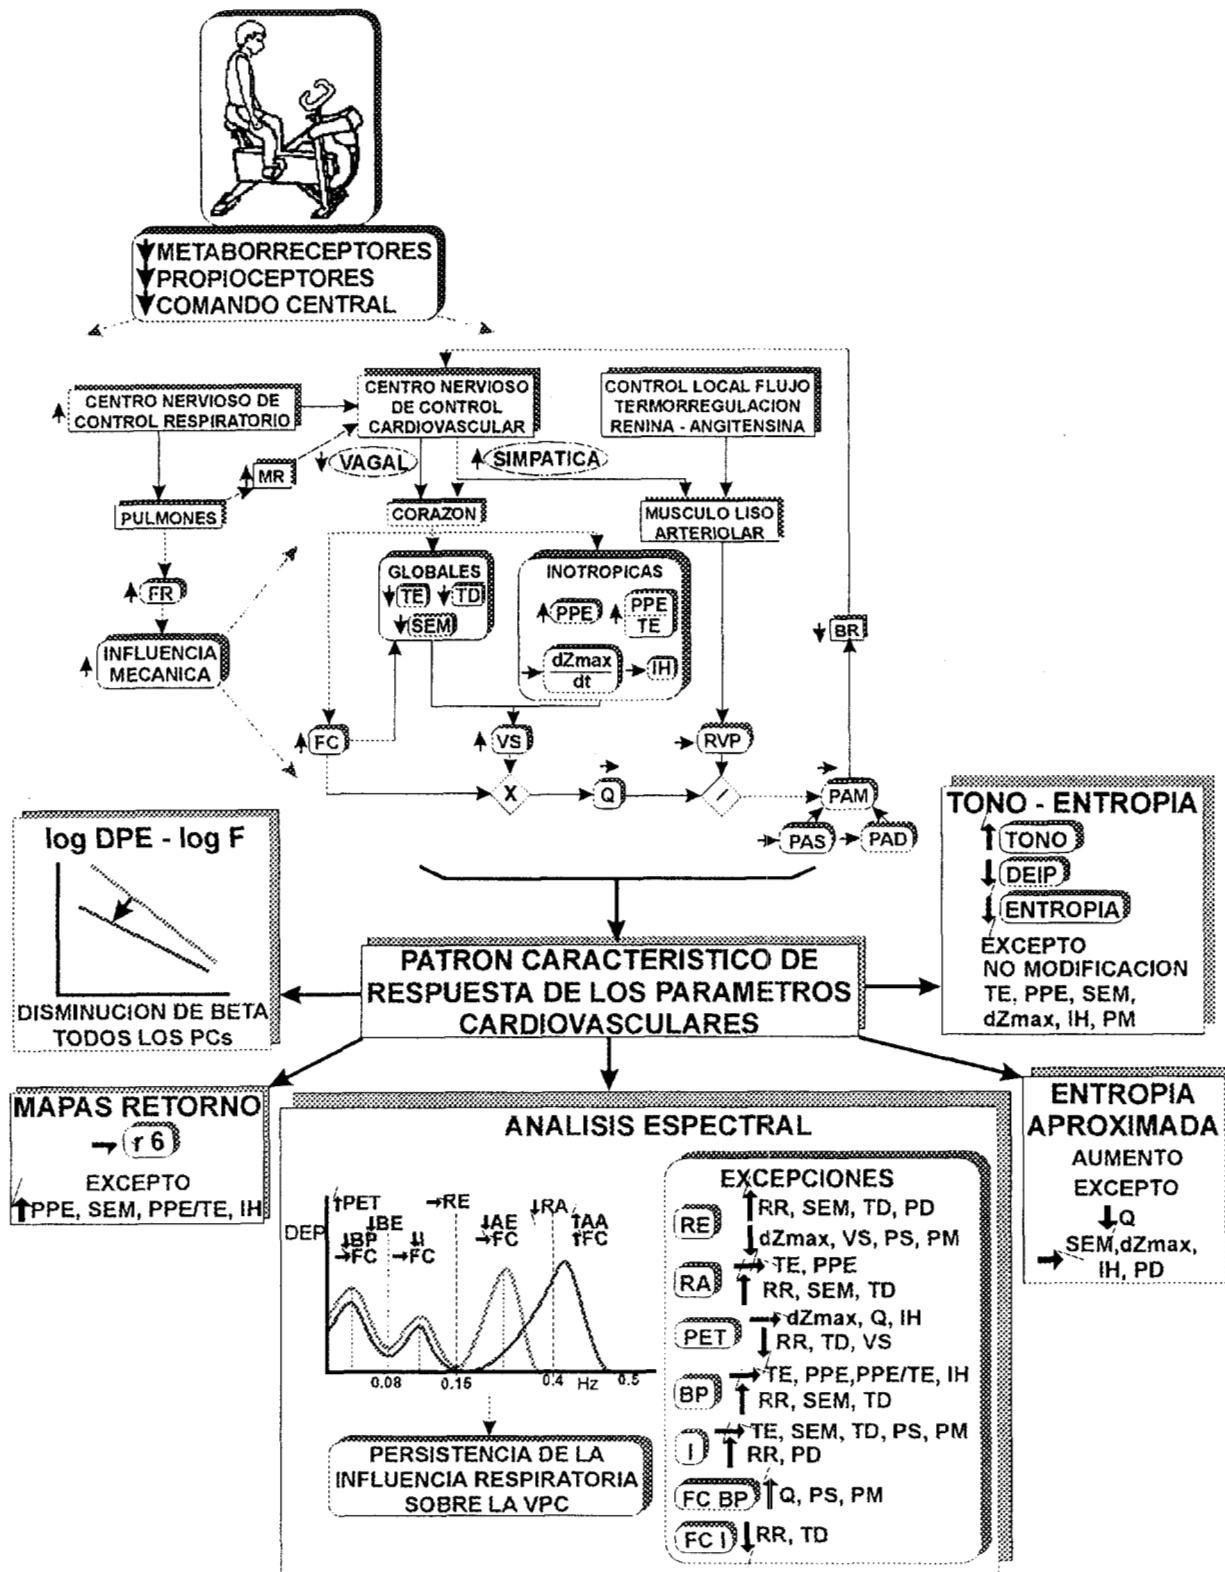 METABORRECEPTORES
PROPIOCEPTORES
COMANDO CENTRAL
CENTRO NERVIOSO DE
CONTROL RESPIRATORIO
CENTRO NERVIOSO
DE CONTROL
CARDIOVASCULAR
CONTROL LOCAL FLUJO
TERMORREGULACION
RENINA - ANGITENSINA
MR
VAGAL
SIMPATICA
PULMONES
CORAZON
MUSCULO LISO
ARTERIOLAR
FR
INFLUENCIA
MECANICA
GLOBALES
TE
TD
SEM
INOTROPICAS
PPE
PPE
TE
dZmax
dt
IH
BR
FC
VS
RVP
X
Q
/
PAM
PAS
PAD
log DPE - log F
DISMINUCION DE BETA
TODOS LOS PCs
TONO - ENTROPIA
TONO
DEIP
ENTROPIA
EXCEPTO
NO MODIFICACION
TE, PPE, SEM,
dZmax, IH, PM
PATRON CARACTERISTICO DE
RESPUESTA DE LOS PARAMETROS
CARDIOVASCULARES
MAPAS RETORNO
r 6
EXCEPTO
PPE, SEM, PPE/TE, IH
ENTROPIA
APROXIMADA
AUMENTO
EXCEPTO
Q
SEM,dZmax,
IH, PD
ANALISIS ESPECTRAL
DEP
↑PET
↓BE
→RE
↓RA
↓BP
→FC
↓I
→FC
↓AE
→FC
↑AA
↑FC
0.08
0.15
0.4
Hz
0.5
PERSISTENCIA DE LA
INFLUENCIA RESPIRATORIA
SOBRE LA VPC
EXCEPCIONES
RE
RR, SEM, TD, PD
dZmax, VS, PS, PM
RA
TE, PPE
RR, SEM, TD
PET
dZmax, Q, IH
RR, TD, VS
BP
TE, PPE,PPE/TE, IH
RR, SEM, TD
I
TE, SEM, TD, PS, PM
RR, PD
FC BP
Q, PS, PM
FC I
RR, TD